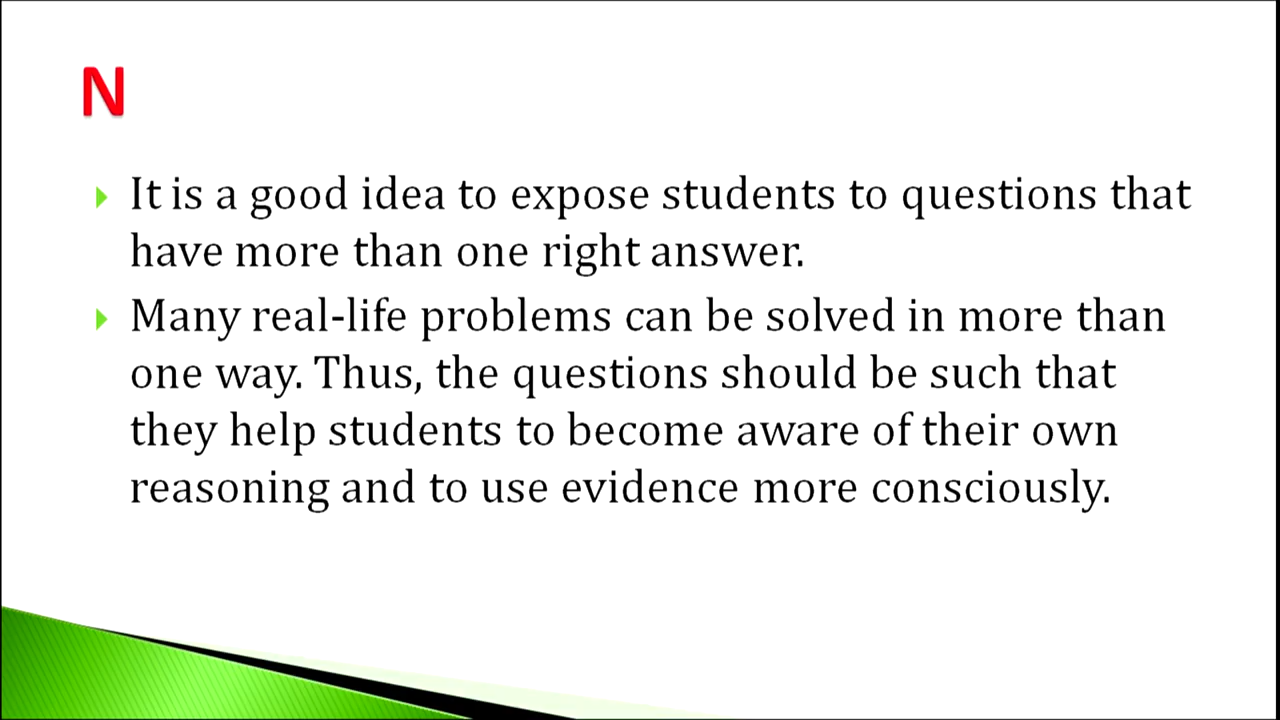 N
It is a good idea to expose students to questions that
have more than one right answer.
Many real-life problems can be solved in more than
one way. Thus, the questions should be such that
they help students to become aware of their own
reasoning and to use evidence more consciously.